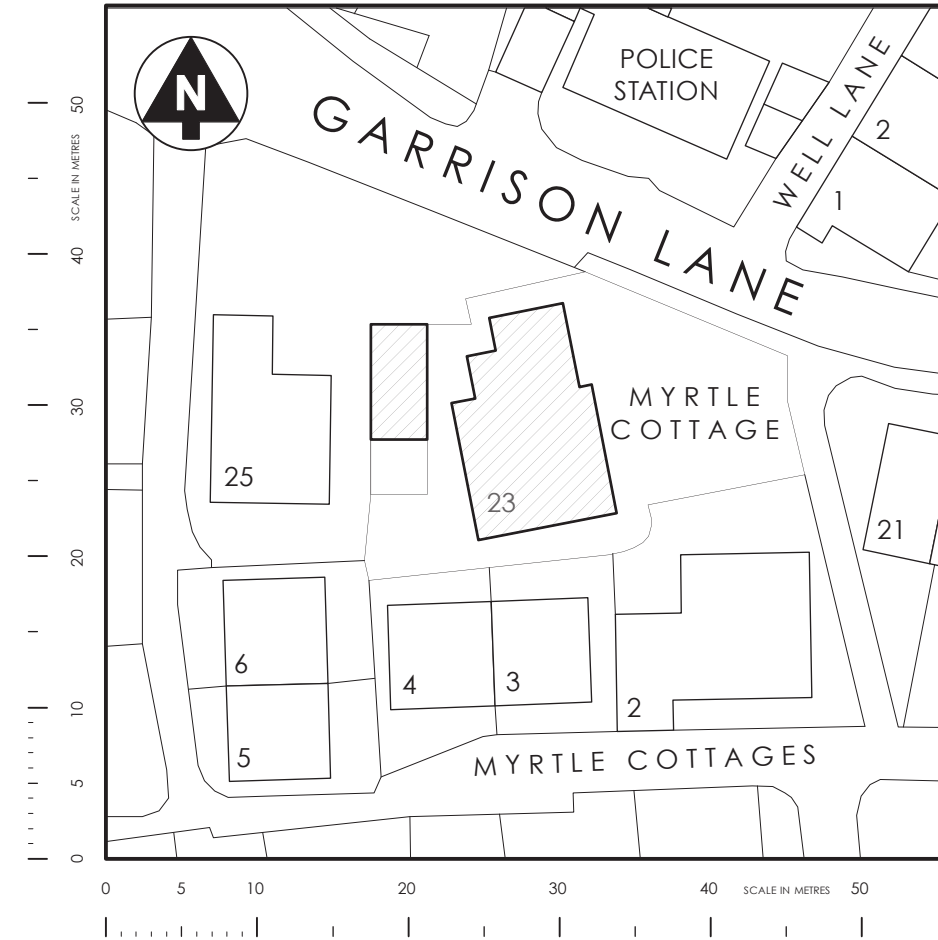 N
POLICE
STATION
GARRISON LANE
WELL LANE
2
1
MYRTLE
COTTAGE
25
23
21
6
5
4
3
2
MYRTLE COTTAGES
50
SCALE IN METRES
40
30
20
10
5
0
0 5 10 20 30 40 SCALE IN METRES 50